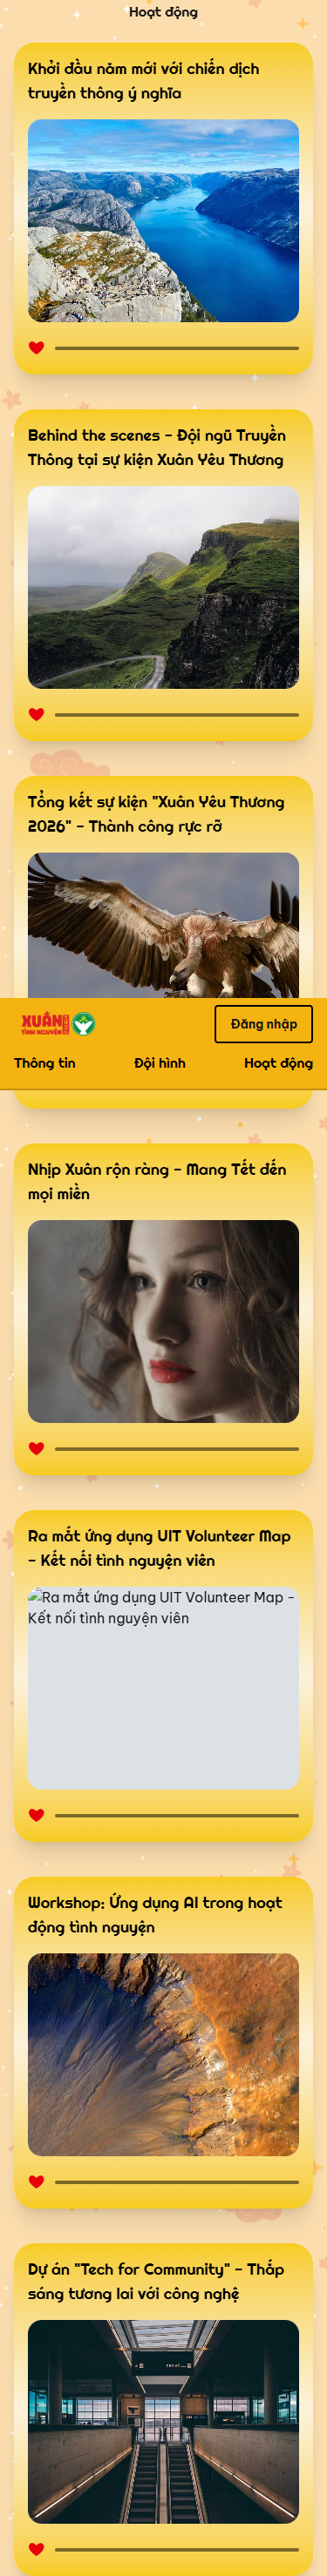 Hoạt động
Khởi đầu năm mới với chiến dịch
truyền thông ý nghĩa
Behind the scenes - Đội ngũ Truyền
Thông tại sự kiện Xuân Yêu Thương
Tổng kết sự kiện "Xuân Yêu Thương
2026" - Thành công rực rỡ
XUÂN
TÌNH NGUYỆN
Đăng nhập
Thông tin
Đội hình
Hoạt động
Nhịp Xuân rộn ràng - Mang Tết đến
mọi miền
Ra mắt ứng dụng UIT Volunteer Map
- Kết nối tình nguyện viên
Ra mắt ứng dụng UIT Volunteer Map -
Kết nối tình nguyện viên
Workshop: Ứng dụng AI trong hoạt
động tình nguyện
Dự án "Tech for Community" - Thắp
sáng tương lai với công nghệ